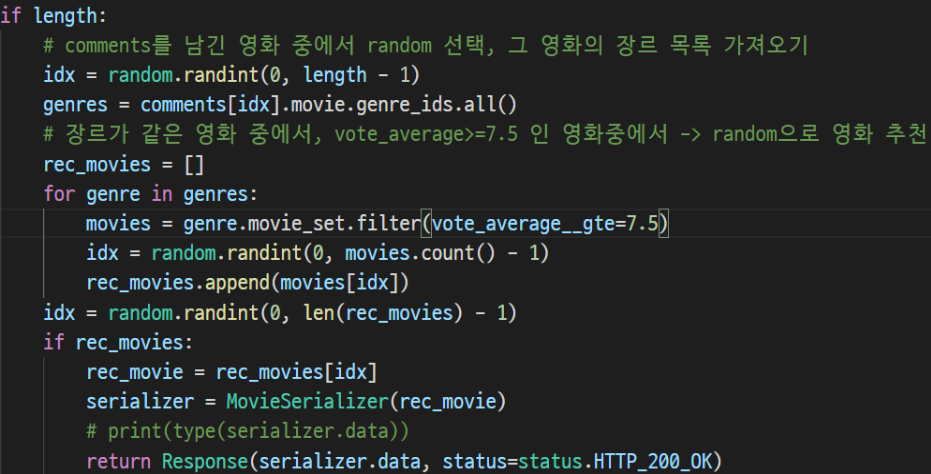 if length:
    # comments를 남긴 영화 중에서 random 선택, 그 영화의 장르 목록 가져오기
    idx = random.randint(0, length - 1)
    genres = comments[idx].movie.genre_ids.all()
    # 장르가 같은 영화 중에서, vote_average>=7.5 인 영화중에서 -> random으로 영화 추천
    rec_movies = []
    for genre in genres:
        movies = genre.movie_set.filter(vote_average__gte=7.5)
        idx = random.randint(0, movies.count() - 1)
        rec_movies.append(movies[idx])
    idx = random.randint(0, len(rec_movies) - 1)
    if rec_movies:
        rec_movie = rec_movies[idx]
        serializer = MovieSerializer(rec_movie)
        # print(type(serializer.data))
        return Response(serializer.data, status=status.HTTP_200_OK)